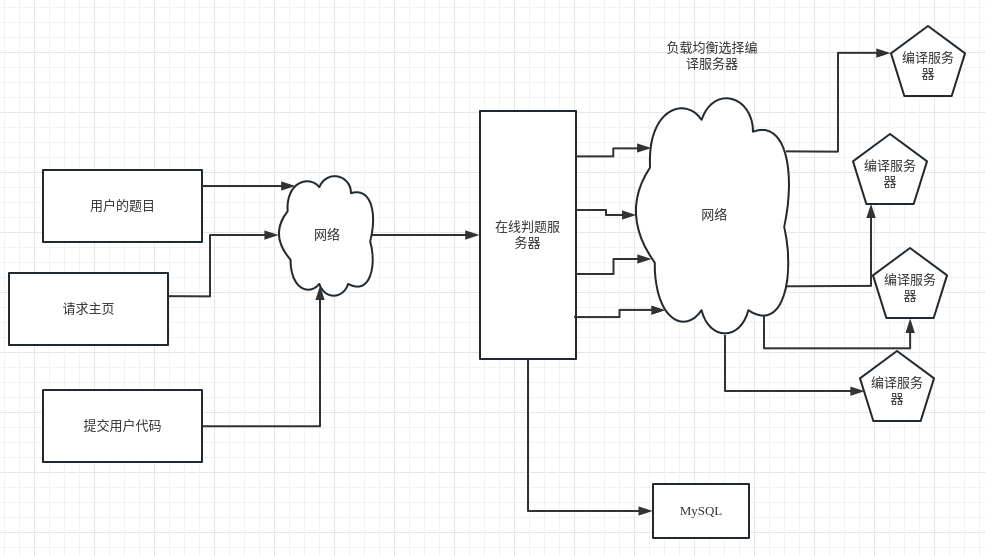 负载均衡选择编
译服务器
编译服务
器
编译服务
器
用户的题目
网络
在线判题服
务器
网络
编译服务
器
请求主页
编译服务
器
提交用户代码
MySQL